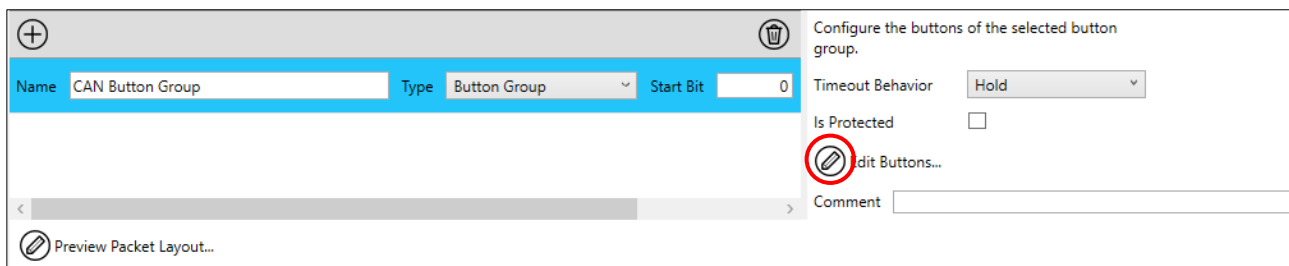 Name CAN Button Group Type Button Group Start Bit 0
Preview Packet Layout...
Configure the buttons of the selected button
group.
Timeout Behavior Hold
Is Protected
Edit Buttons...
Comment